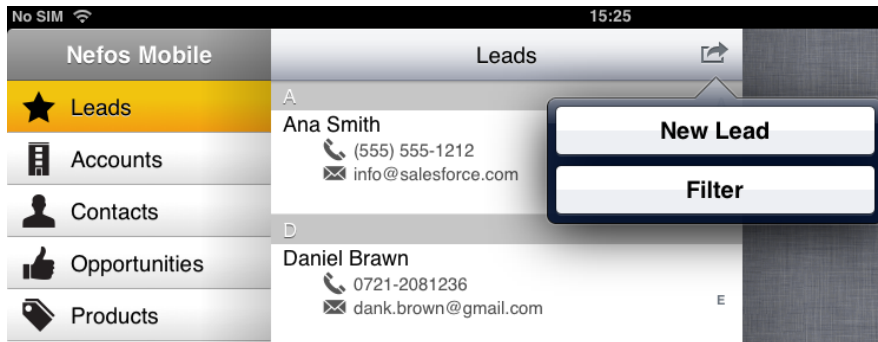 No SIM 15:25
Nefos Mobile
Leads
Accounts
Contacts
Opportunities
Products
Leads
A
Ana Smith
(555) 555-1212
info@salesforce.com
D
Daniel Brawn
0721-2081236
dank.brown@gmail.com
E
New Lead
Filter